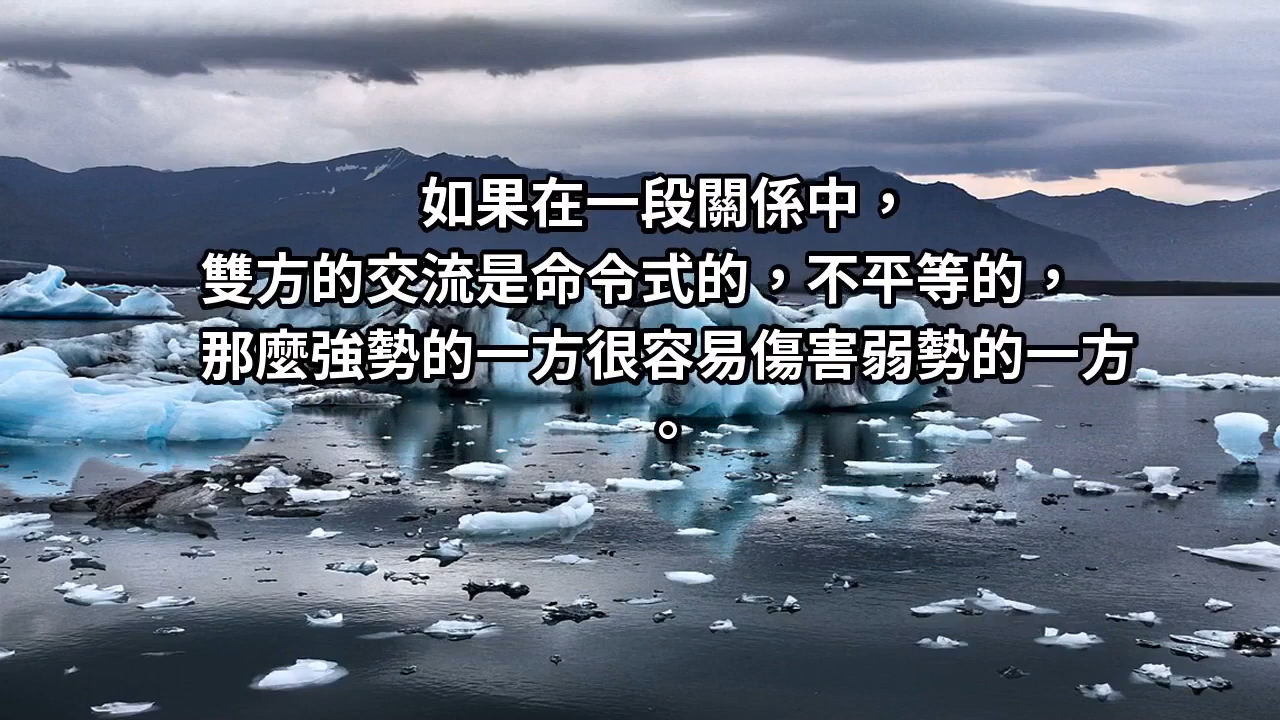 如果在一段關係中，
雙方的交流是命令式的，不平等的，
那麼強勢的一方很容易傷害弱勢的一方
。